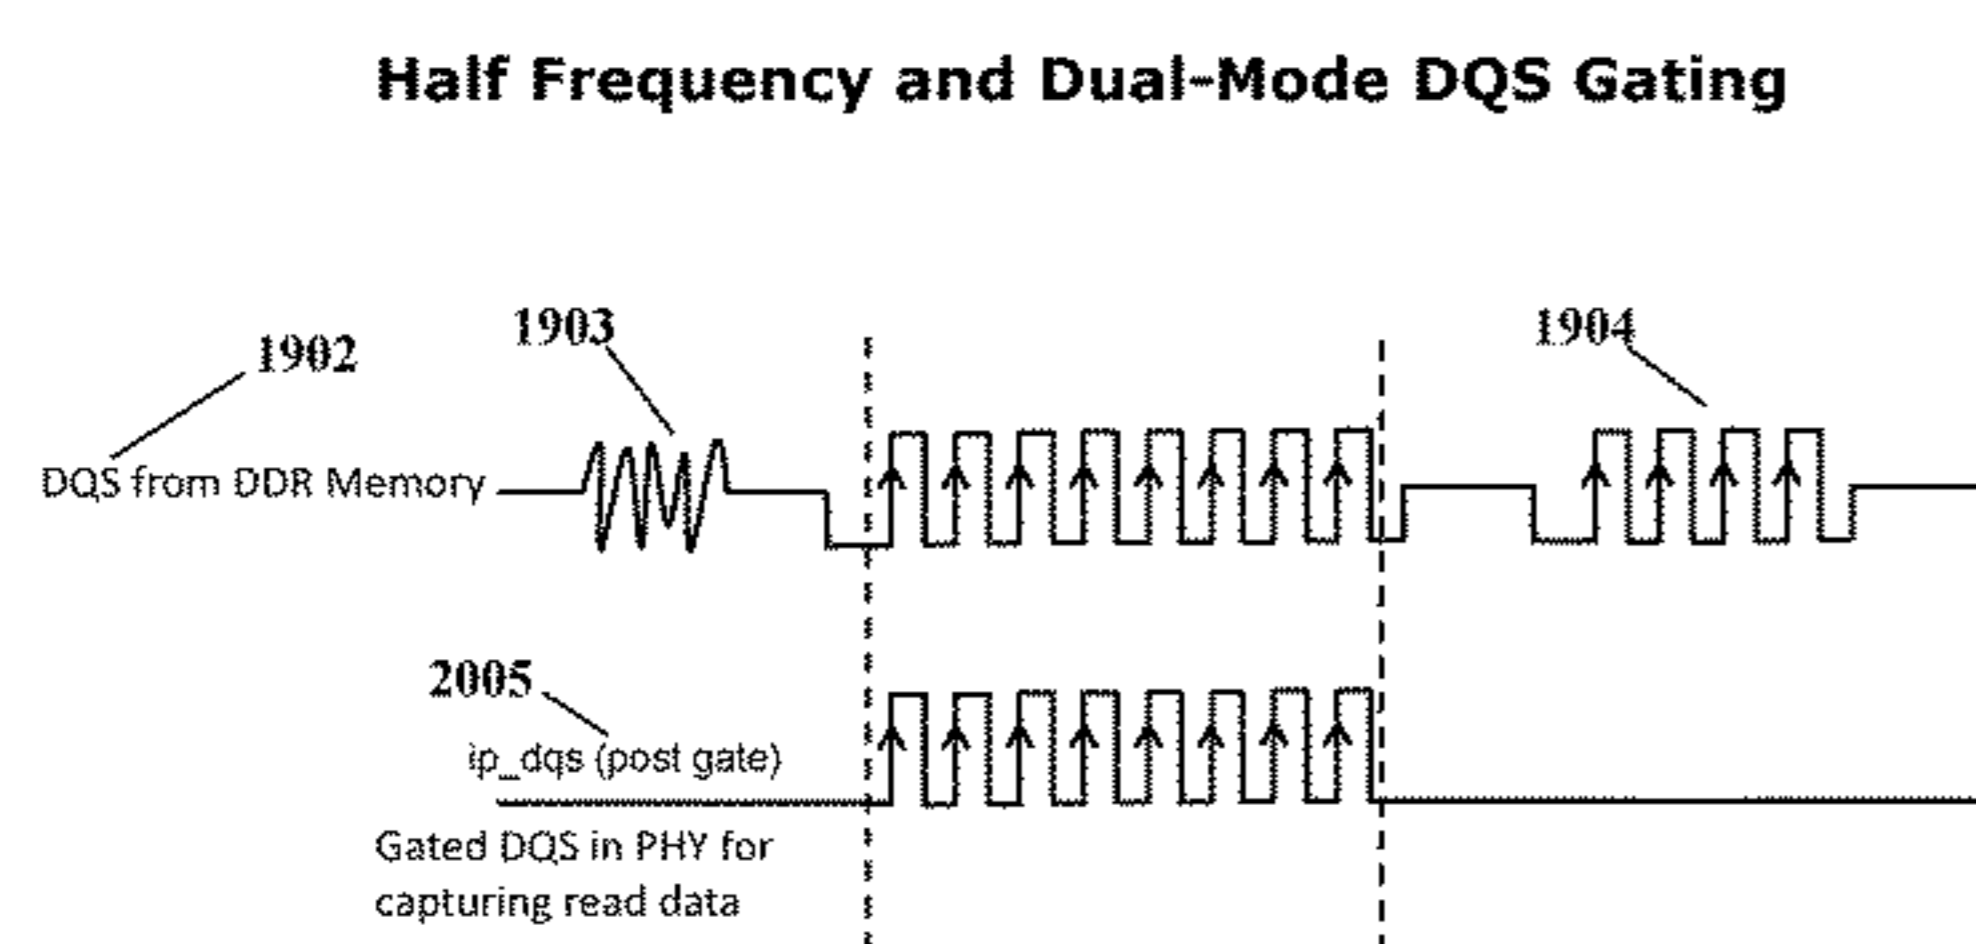 Half Frequency and Dual-Mode DQS Gating
1902
1903
1904
DQS from DDR Memory
2005
ip_dqs (post gate)
Gated DQS in PHY for
capturing read data